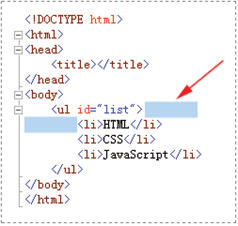 <!DOCTYPE html>
<html>
<head>
<title></title>
</head>
<body>
<ul id="list">
<li>HTML</li>
<li>CSS</li>
<li>JavaScript</li>
</ul>
</body>
</html>